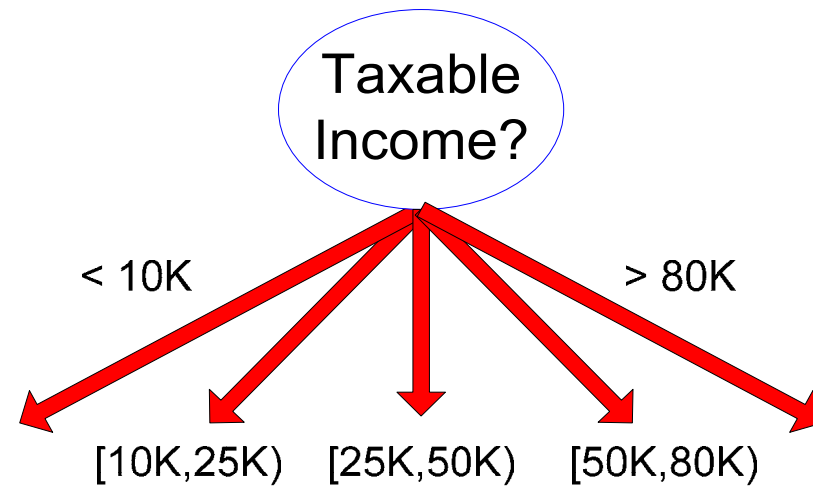 Taxable
Income?
< 10K
> 80K
[10K,25K)
[25K,50K)
[50K,80K)